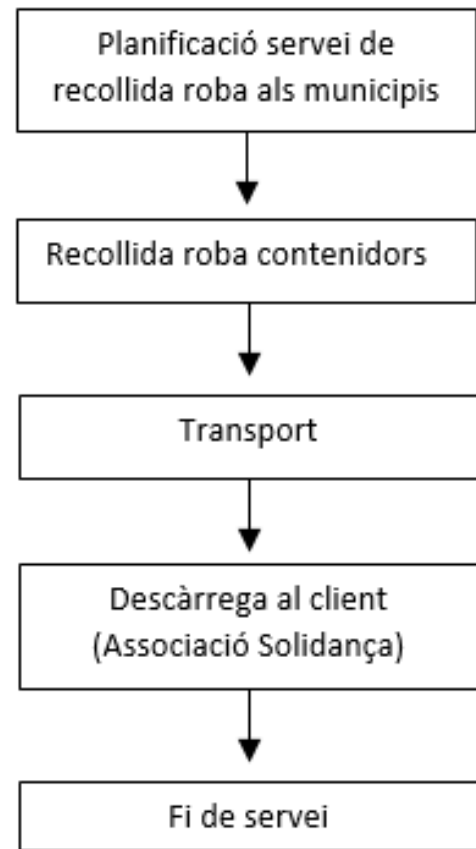 Planificació servei de
recollida roba als municipis
Recollida roba contenidors
Transport
Descàrrega al client
(Associació Solidança)
Fi de servei